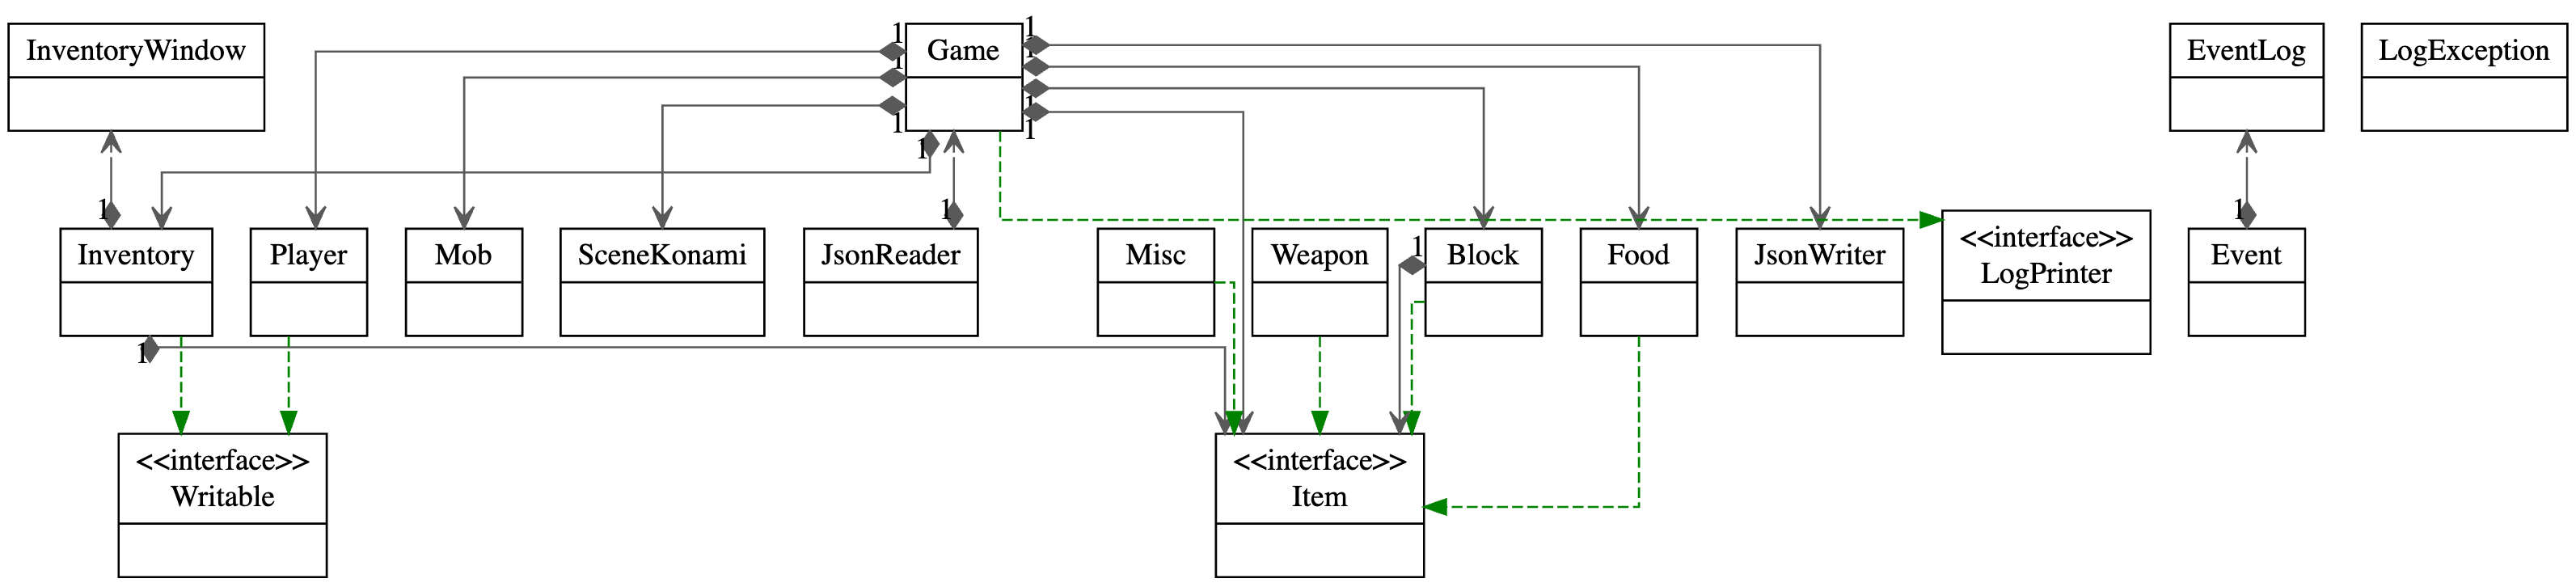 InventoryWindow
Game
EventLog
LogException
1
1
1
1
1
1
1
1
1
1
1
1
Inventory
Player
Mob
SceneKonami
JsonReader
Misc
Weapon
1
Block
Food
JsonWriter
<<interface>>
LogPrinter
Event
1
<<interface>>
Writable
<<interface>>
Item